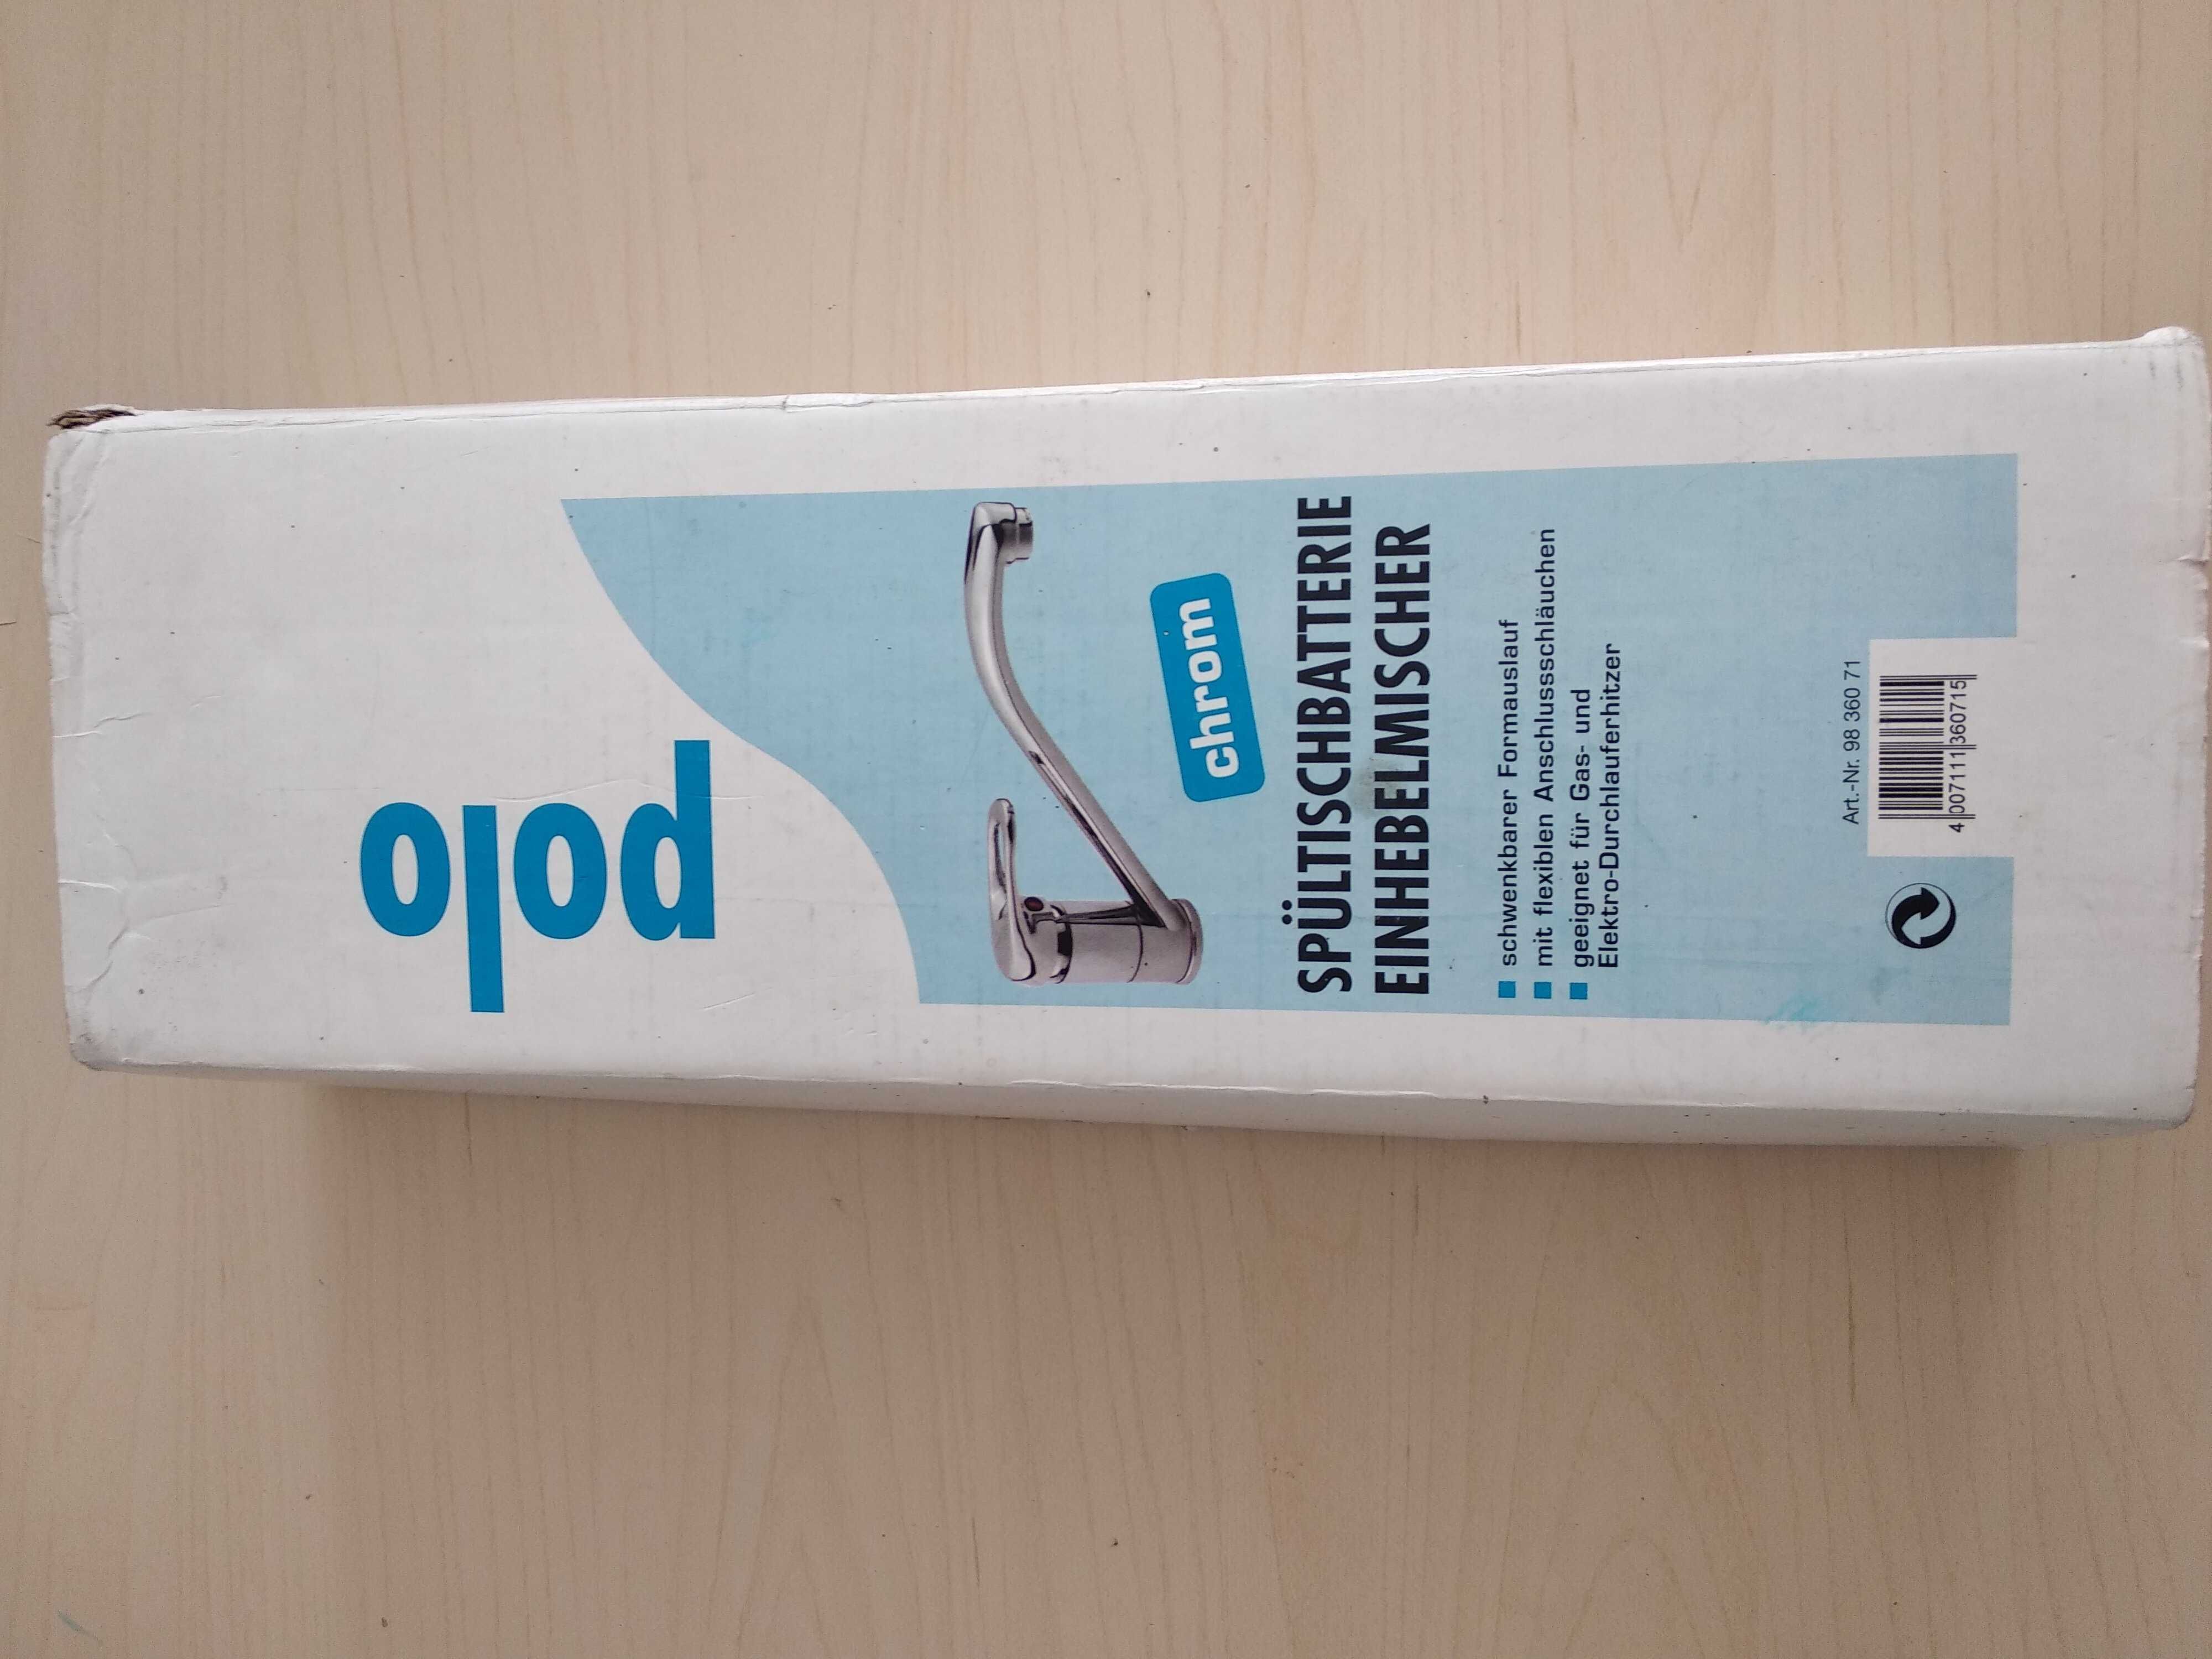 polo
chrom
SPÜLTISCHBATTERIE
EINHEBELMISCHER
schwenkbarer Formauslauf
mit flexiblen Anschlussschläuchen
geeignet für Gas- und
Elektro-Durchlauferhitzer
Art.-Nr. 98 360 71
4 007111 360715